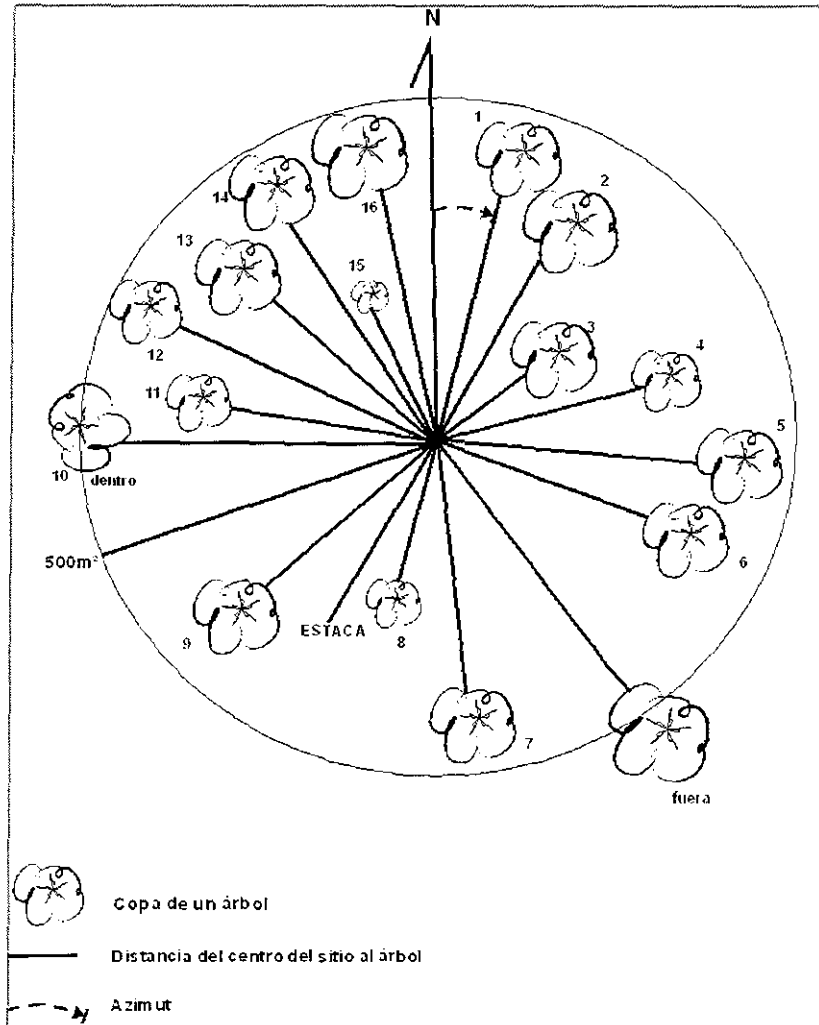 N
1
2
14
16
13
15
3
4
12
11
5
10 dentro
6
500m²
9
ESTACA
8
7
fuera
Copa de un árbol
Distancia del centro del sitio al árbol
Azimut